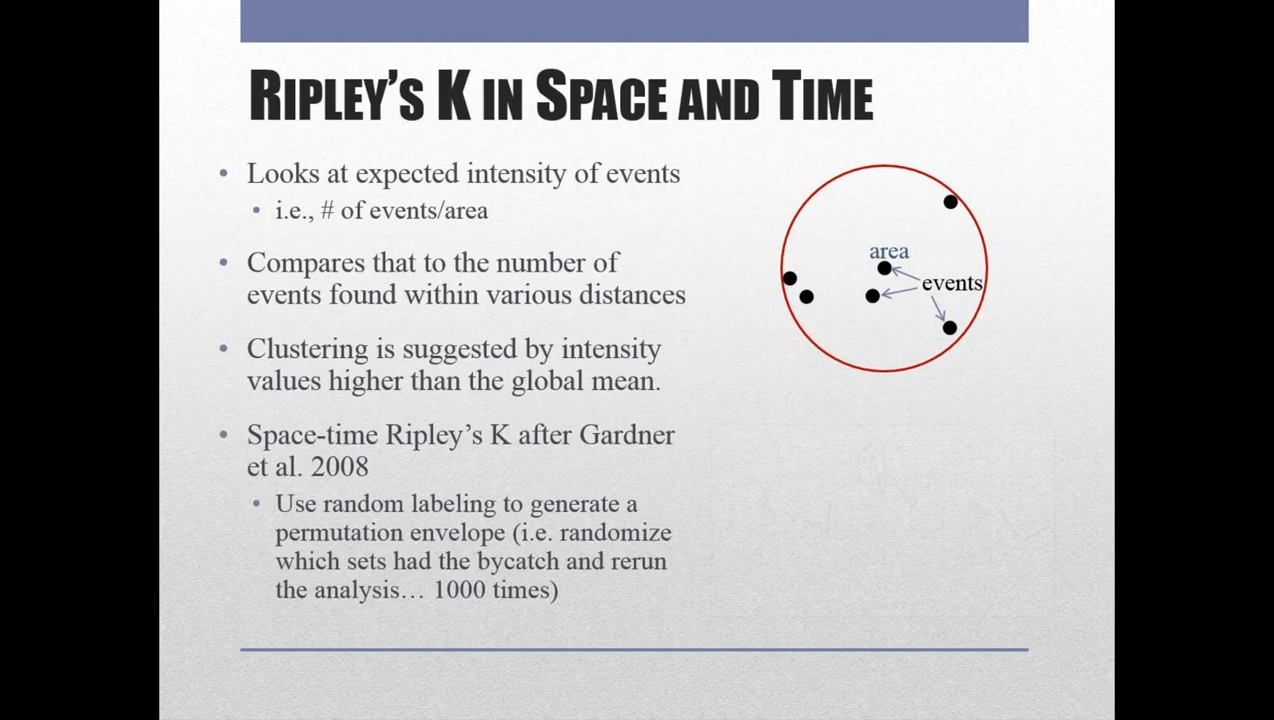 RIPLEY'S K IN SPACE AND TIME
• Looks at expected intensity of events
• i.e., # of events/area
• Compares that to the number of
events found within various distances
• Clustering is suggested by intensity
values higher than the global mean.
• Space-time Ripley's K after Gardner
et al. 2008
• Use random labeling to generate a
permutation envelope (i.e. randomize
which sets had the bycatch and rerun
the analysis… 1000 times)
area
events